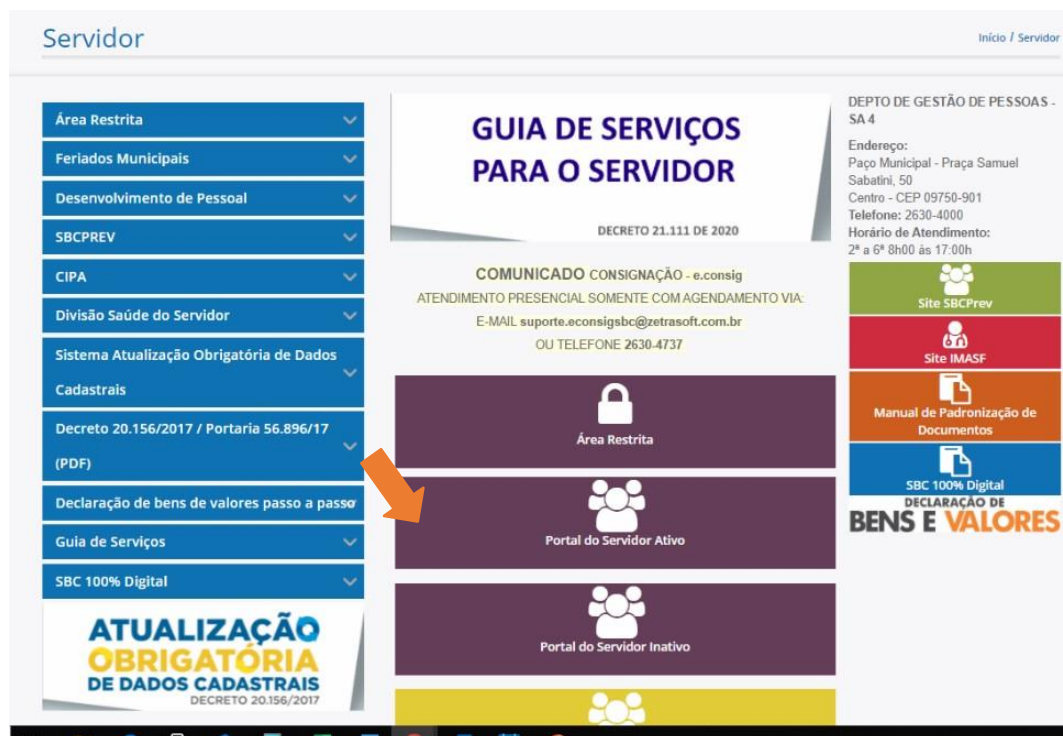 Servidor
Início / Servidor
Área Restrita
Feriados Municipais
Desenvolvimento de Pessoal
SBCPREV
CIPA
Divisão Saúde do Servidor
Sistema Atualização Obrigatória de Dados
Cadastrais
Decreto 20.156/2017 / Portaria 56.896/17
(PDF)
Declaração de bens de valores passo a passo
Guia de Serviços
SBC 100% Digital
ATUALIZAÇÃO
OBRIGATÓRIA
DE DADOS CADASTRAIS
DECRETO 20.156/2017
GUIA DE SERVIÇOS
PARA O SERVIDOR
DECRETO 21.111 DE 2020
COMUNICADO CONSIGNAÇÃO - e.consig
ATENDIMENTO PRESENCIAL SOMENTE COM AGENDAMENTO VIA:
E-MAIL suporte.econsigsbc@zetrasoft.com.br
OU TELEFONE 2630-4737
Área Restrita
Portal do Servidor Ativo
Portal do Servidor Inativo
DEPTO DE GESTÃO DE PESSOAS -
SA 4
Endereço:
Paço Municipal - Praça Samuel
Sabatini, 50
Centro - CEP 09750-901
Telefone: 2630-4000
Horário de Atendimento:
2ª a 6ª 8h00 ás 17:00h
Site SBCPrev
Site IMASF
Manual de Padronização de
Documentos
SBC 100% Digital
DECLARAÇÃO DE
BENS E VALORES